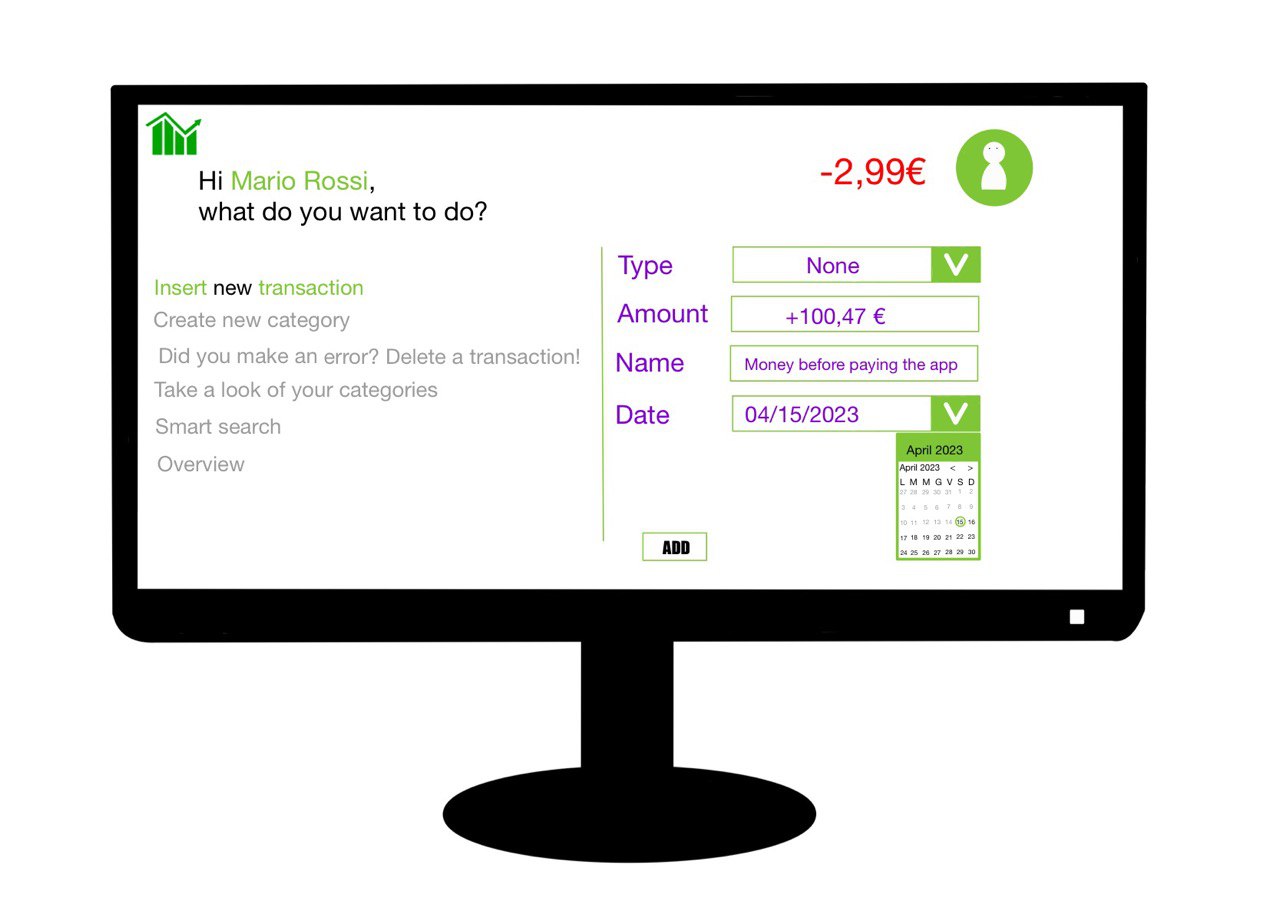 Hi Mario Rossi,
what do you want to do?
-2,99€
Insert new transaction
Create new category
Did you make an error? Delete a transaction!
Take a look of your categories
Smart search
Overview
Type None V
Amount +100,47 €
Name Money before paying the app
Date 04/15/2023 V
April 2023
April 2023 < >
L M M G V S D
27 28 29 30 31 1 2
3 4 5 6 7 8 9
10 11 12 13 14 15 16
17 18 19 20 21 22 23
24 25 26 27 28 29 30
ADD